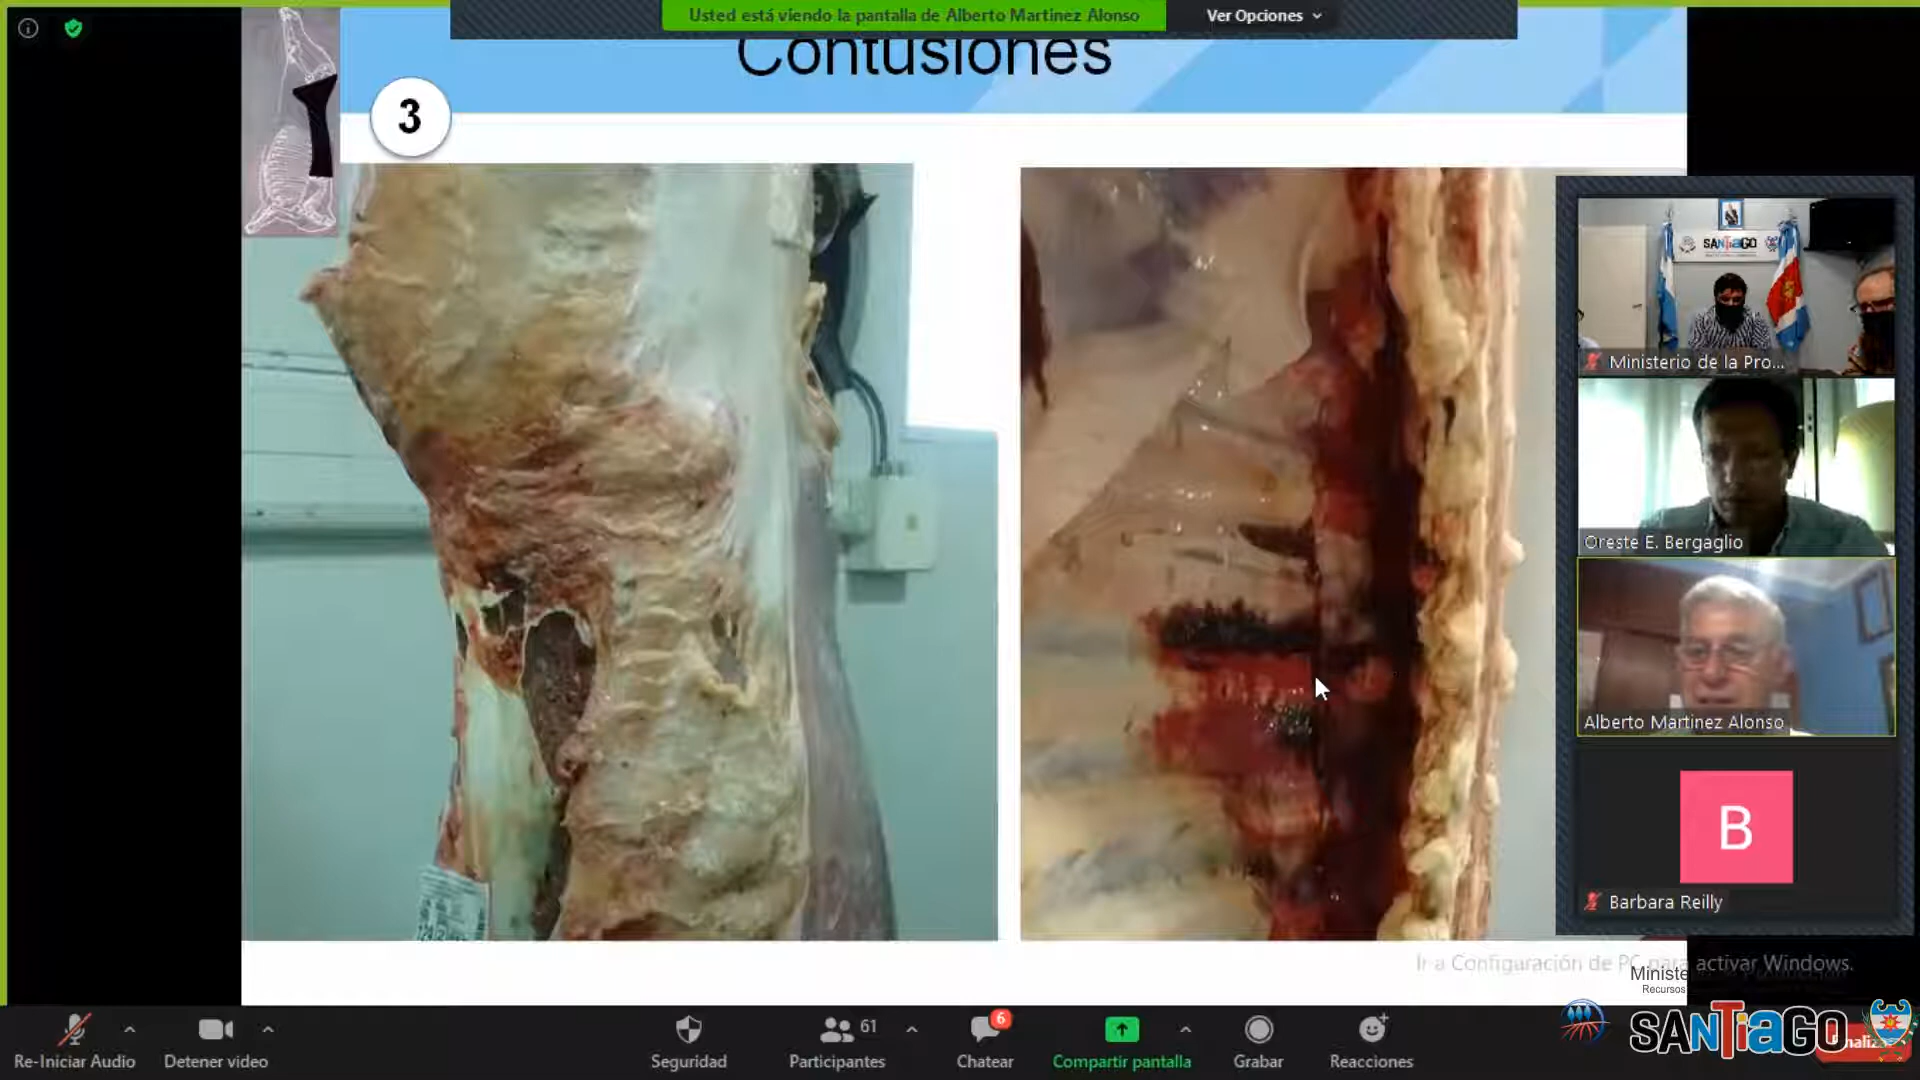 Usted está viendo la pantalla de Alberto Martinez Alonso
Ver Opciones
Contusiones
3
SANTiAGO
Ministerio de la Pro...
Oreste E. Bergaglio
Alberto Martinez Alonso
B
Barbara Reilly
Ir a Configuración de PC para activar Windows.
Ministe
Recursos
SANTiAGO
Re-Iniciar Audio
Detener video
Seguridad
61
Participantes
6
Chatear
Compartir pantalla
Grabar
Reacciones